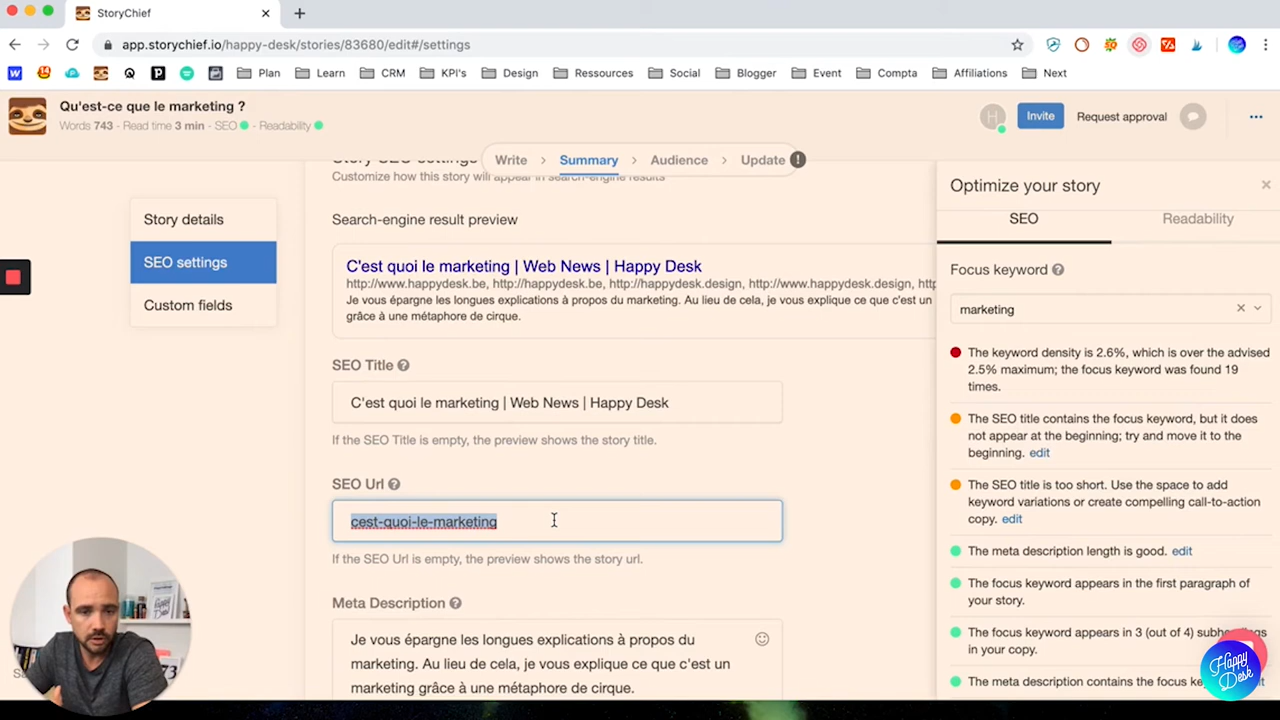 StoryChief
app.storychief.io/happy-desk/stories/83680/edit#/settings
Plan Learn CRM KPI's Design Ressources Social Blogger Event Compta Affiliations Next
Qu'est-ce que le marketing ?
Words 743 - Read time 3 min - SEO - Readability
H
Invite
Request approval
Write > Summary > Audience > Update !
Story details
SEO settings
Custom fields
Story SEO settings
Customize how this story will appear in search-engine results
Search-engine result preview
C'est quoi le marketing | Web News | Happy Desk
http://www.happydesk.be, http://happydesk.be, http://happydesk.design, http://www.happydesk.design,
Je vous épargne les longues explications à propos du marketing. Au lieu de cela, je vous explique ce que c'est un
grâce à une métaphore de cirque.
SEO Title ?
C'est quoi le marketing | Web News | Happy Desk
If the SEO Title is empty, the preview shows the story title.
SEO Url ?
cest-quoi-le-marketing
If the SEO Url is empty, the preview shows the story url.
Meta Description ?
Je vous épargne les longues explications à propos du
marketing. Au lieu de cela, je vous explique ce que c'est un
marketing grâce à une métaphore de cirque.
Optimize your story
SEO
Readability
Focus keyword ?
marketing
The keyword density is 2.6%, which is over the advised
2.5% maximum; the focus keyword was found 19
times.
The SEO title contains the focus keyword, but it does
not appear at the beginning; try and move it to the
beginning. edit
The SEO title is too short. Use the space to add
keyword variations or create compelling call-to-action
copy. edit
The meta description length is good. edit
The focus keyword appears in the first paragraph of
your story.
The focus keyword appears in 3 (out of 4) subheadings
in your copy.
The meta description contains the focus
Happy
Desk